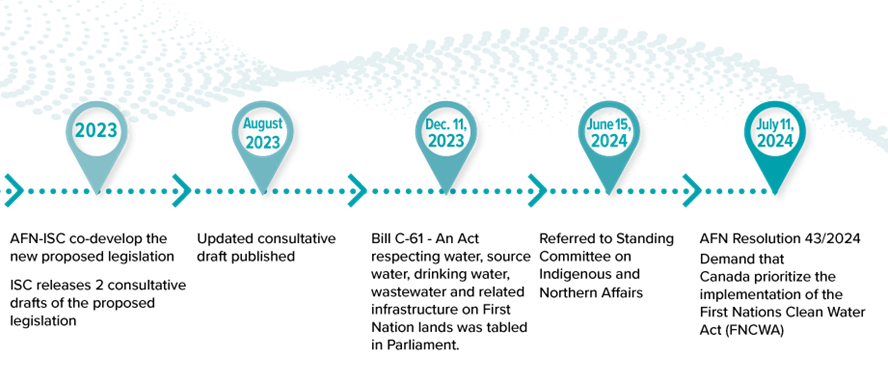 2023
AFN-ISC co-develop the
new proposed legislation
ISC releases 2 consultative
drafts of the proposed
legislation
August
2023
Updated consultative
draft published
Dec. 11,
2023
Bill C-61 - An Act
respecting water, source
water, drinking water,
wastewater and related
infrastructure on First
Nation lands was tabled
in Parliament.
June 15,
2024
Referred to Standing
Committee on
Indigenous and
Northern Affairs
July 11,
2024
AFN Resolution 43/2024
Demand that
Canada prioritize the
implementation of the
First Nations Clean Water
Act (FNCWA)